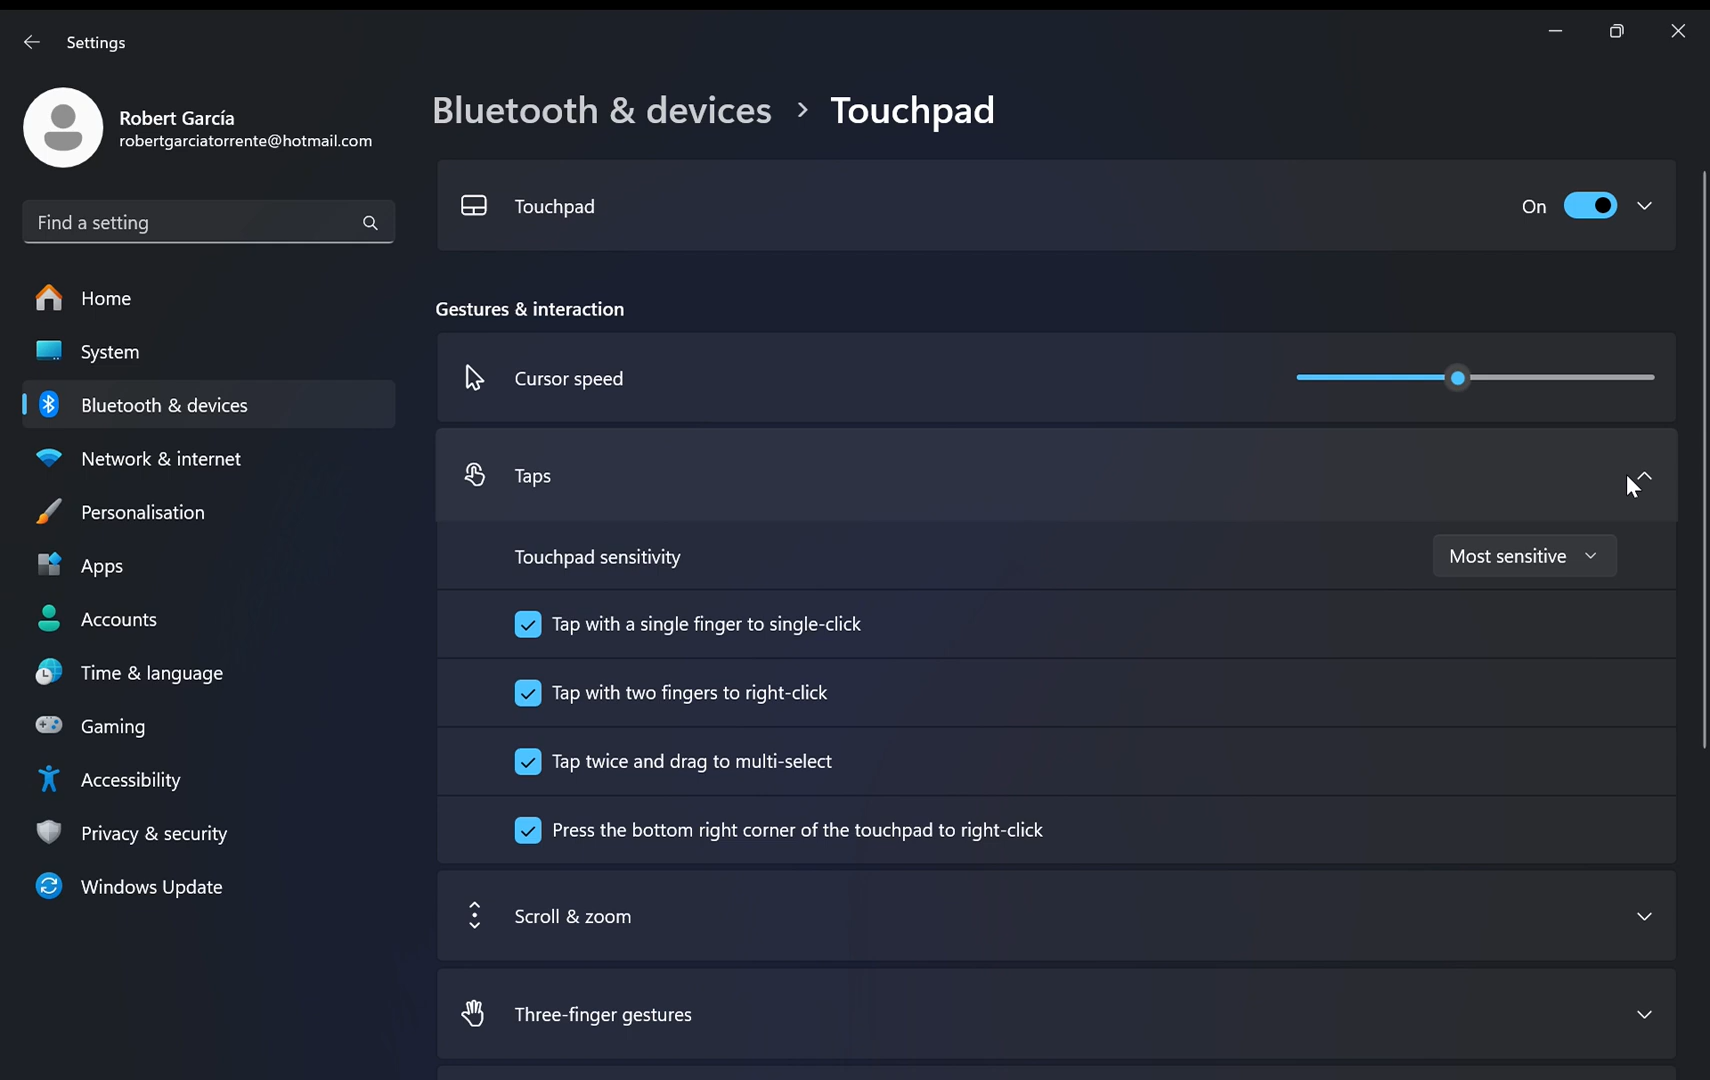 Settings
Robert García
robertgarciatorrente@hotmail.com
Find a setting
Home
System
Bluetooth & devices
Network & internet
Personalisation
Apps
Accounts
Time & language
Gaming
Accessibility
Privacy & security
Windows Update
Bluetooth & devices > Touchpad
Touchpad On
Gestures & interaction
Cursor speed
Taps
Touchpad sensitivity Most sensitive
Tap with a single finger to single-click
Tap with two fingers to right-click
Tap twice and drag to multi-select
Press the bottom right corner of the touchpad to right-click
Scroll & zoom
Three-finger gestures